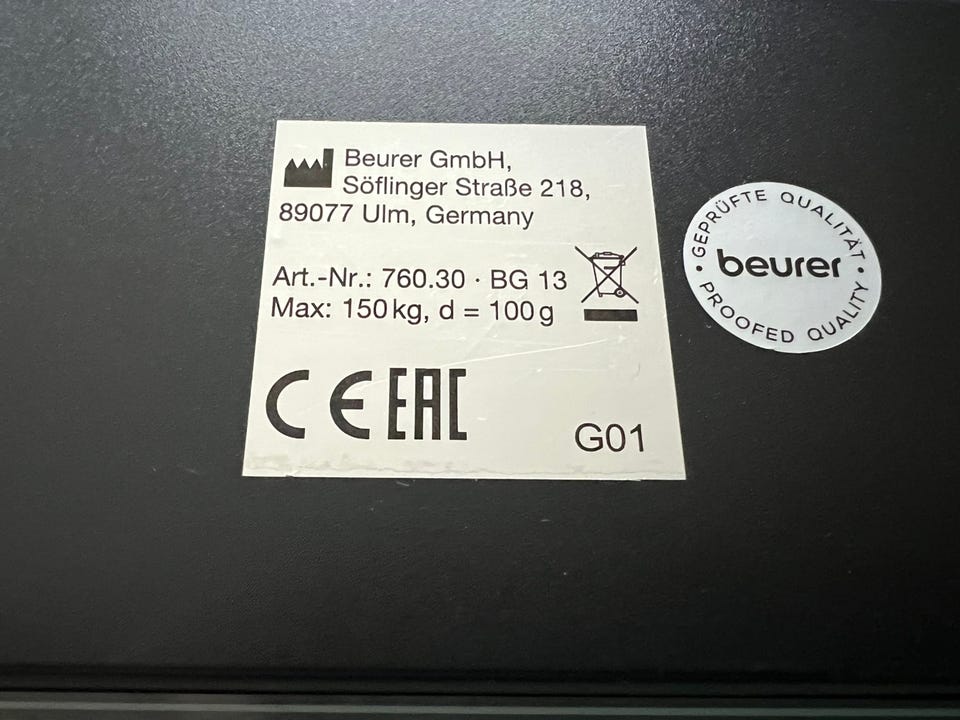 Beurer GmbH,
Söflinger Straße 218,
89077 Ulm, Germany
Art.-Nr.: 760.30 · BG 13
Max: 150 kg, d = 100 g
CE EAC
G01
· GEPRÜFTE QUALITÄT ·
beurer
PROOFED QUALITY